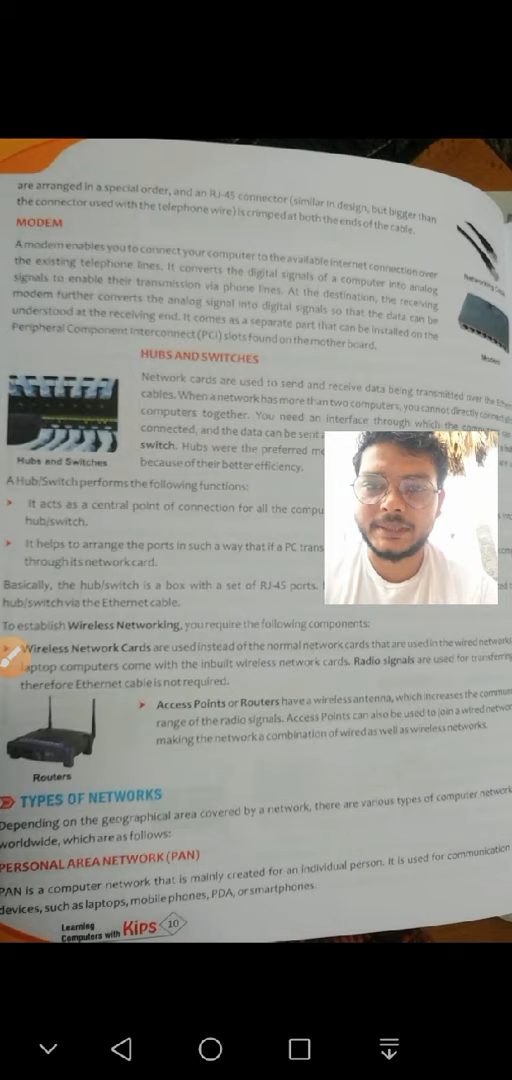 are arranged in a special order, and an RJ-45 connector (similar in design, but bigger than
the connector used with the telephone wire) is crimped at both the ends of the cable.
MODEM
A modem enables you to connect your computer to the available internet connection over
the existing telephone lines. It converts the digital signals of a computer into analog
signals to enable their transmission via phone lines. At the destination, the receiving
modem further converts the analog signal into digital signals so that the data can be
understood at the receiving end. It comes as a separate part that can be installed on the
Peripheral Component Interconnect (PCI) slots found on the mother board.
Networking
Modem
HUBS AND SWITCHES
Network cards are used to send and receive data being transmitted over the
cables. When a network has more than two computers, you cannot directly
computers together. You need an interface through which the
connected, and the data can be sent
switch. Hubs were the preferred
because of their better efficiency.
Hubs and Switches
A Hub/Switch performs the following functions:
➤ It acts as a central point of connection for all the
hub/switch.
➤ It helps to arrange the ports in such a way that if a PC
through its network card.
Basically, the hub/switch is a box with a set of RJ-45 ports.
hub/switch via the Ethernet cable.
To establish Wireless Networking, you require the following components:
Wireless Network Cards are used instead of the normal network cards that are used in the wired
laptop computers come with the inbuilt wireless network cards. Radio signals are used for
therefore Ethernet cable is not required.
➤ Access Points or Routers have a wireless antenna, which increases the
range of the radio signals. Access Points can also be used to join a wired
making the network a combination of wired as well as wireless networks.
Routers
TYPES OF NETWORKS
Depending on the geographical area covered by a network, there are various types of computer
worldwide, which are as follows:
PERSONAL AREA NETWORK (PAN)
PAN is a computer network that is mainly created for an individual person. It is used for communication
devices, such as laptops, mobile phones, PDA, or smartphones.
Learning
Computers with Kips 10